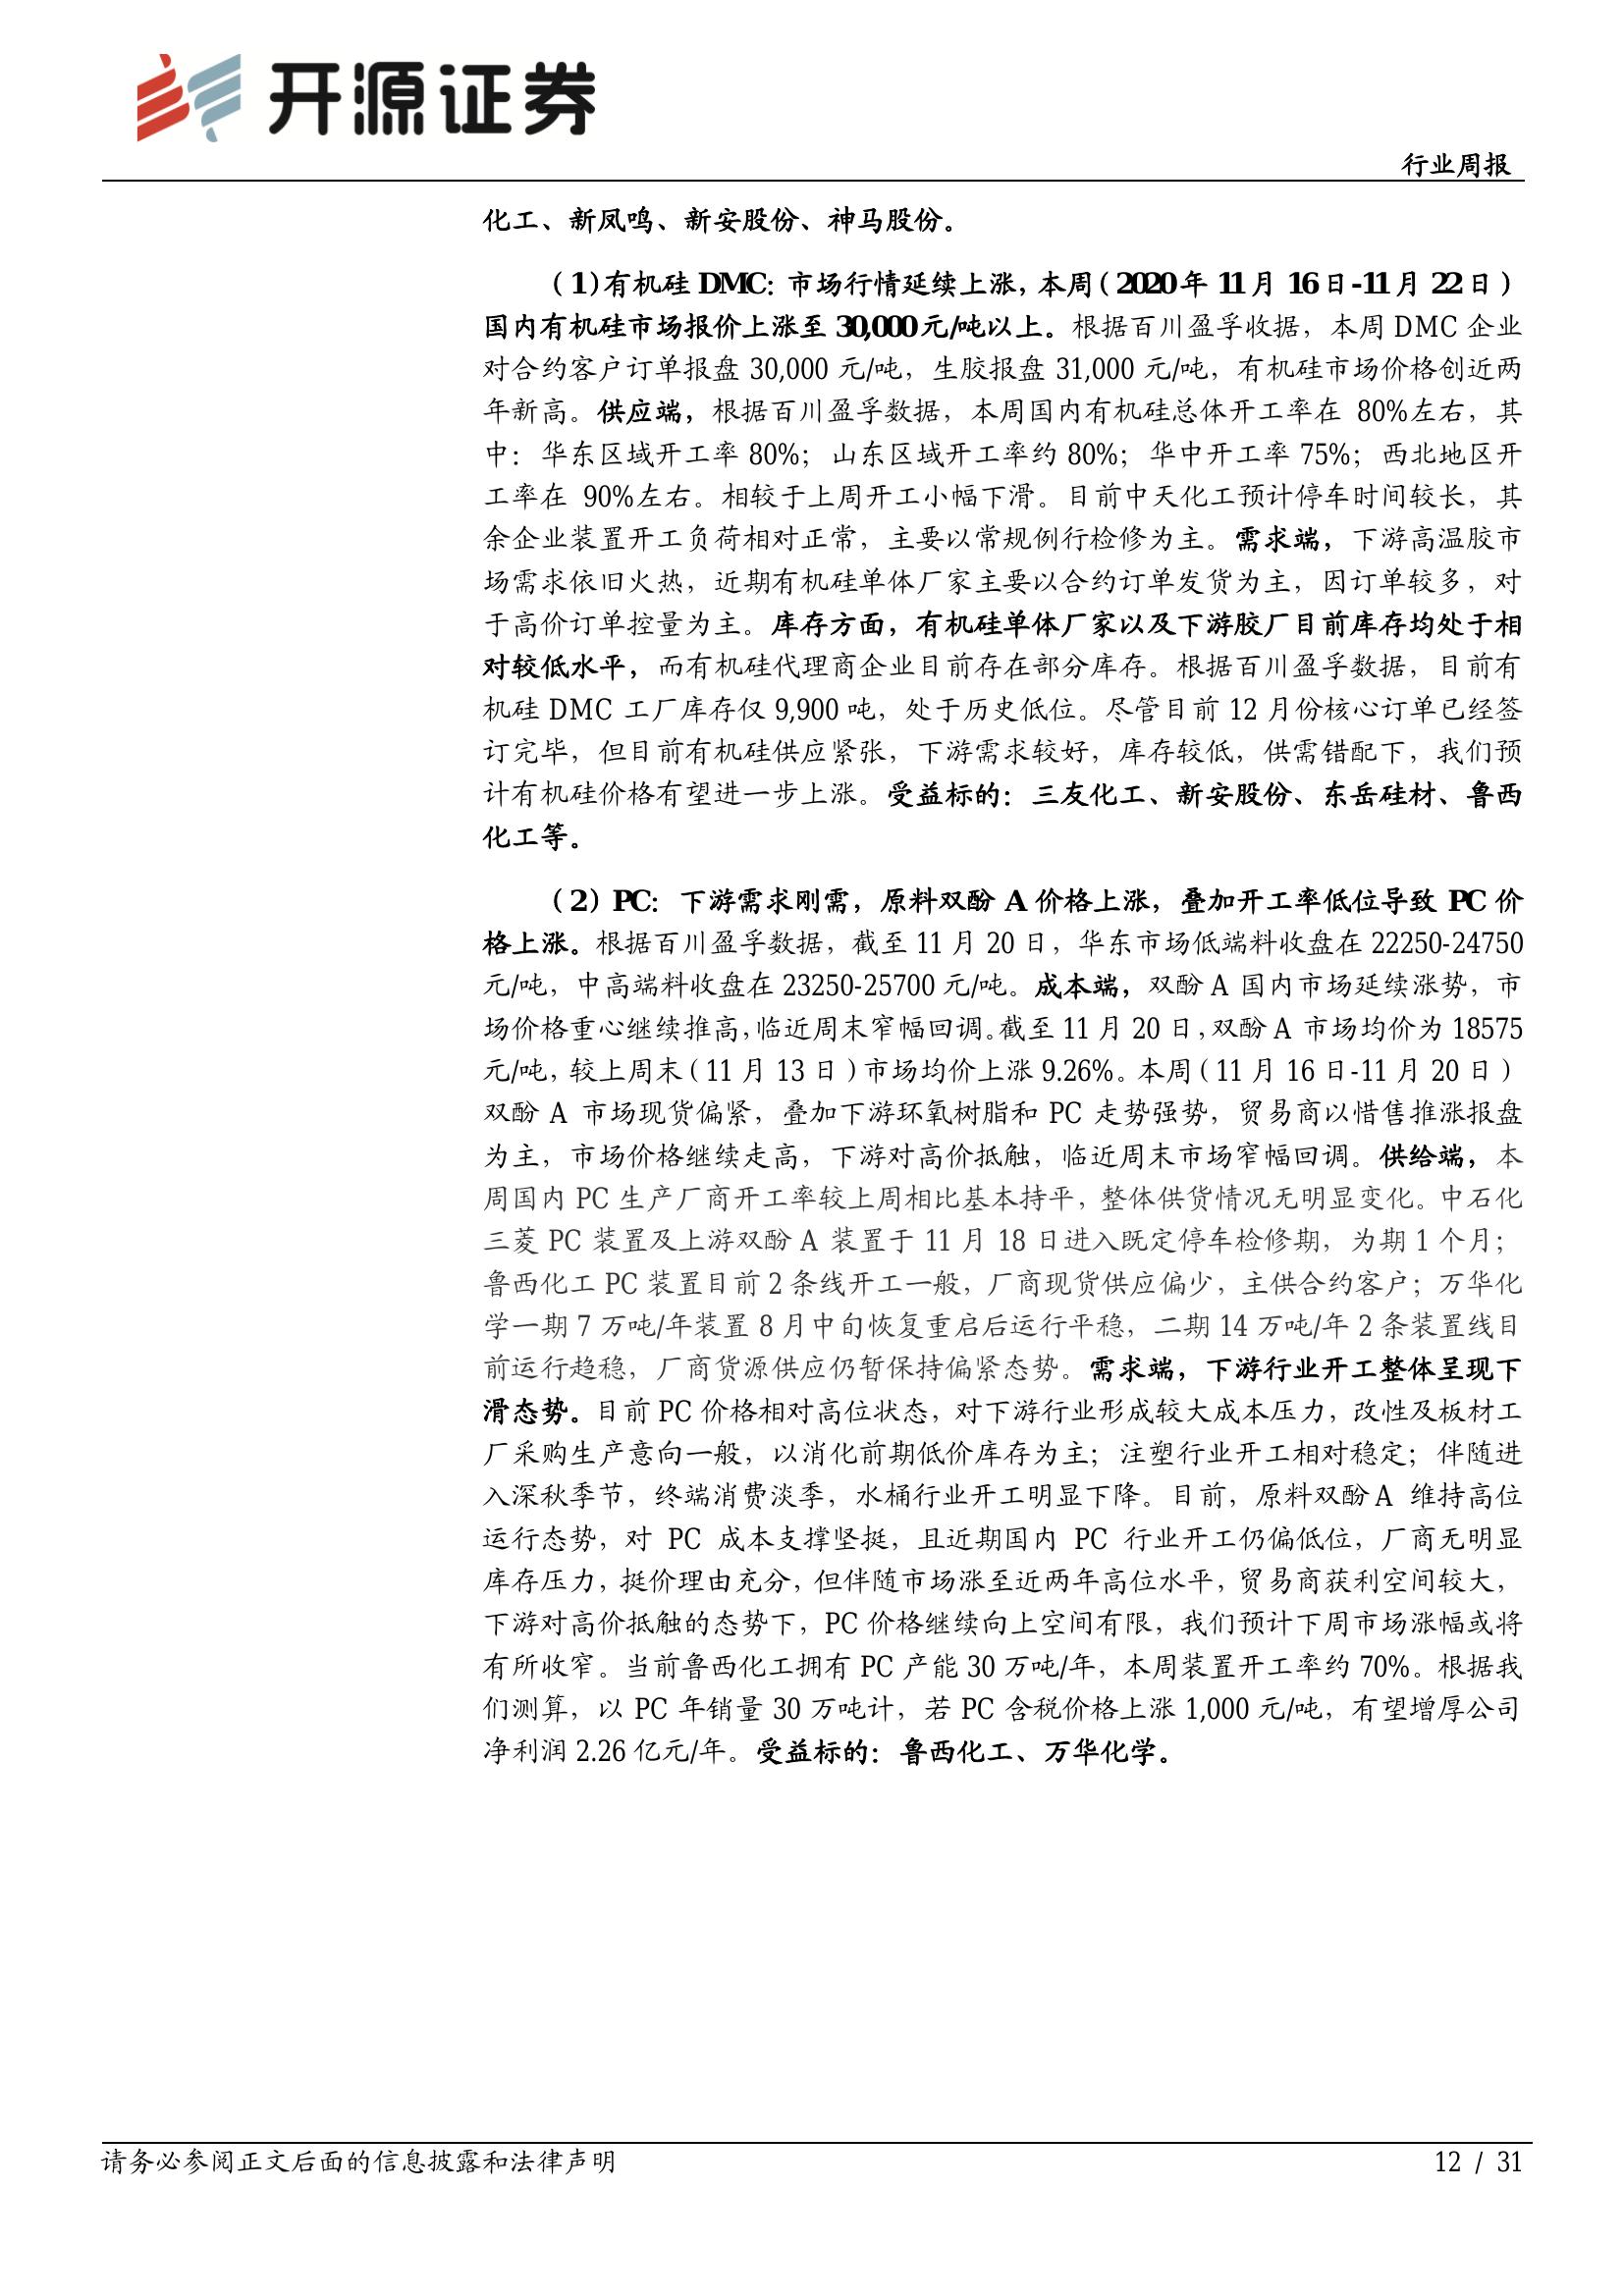 开源证券
行业周报
化工、新凤鸣、新安股份、神马股份。
（1）有机硅 DMC：市场行情延续上涨，本周（2020 年 11 月 16 日-11 月 22 日）
国内有机硅市场报价上涨至 30,000 元/吨以上。根据百川盈孚收据，本周 DMC 企业
对合约客户订单报盘 30,000 元/吨，生胶报盘 31,000 元/吨，有机硅市场价格创近两
年新高。供应端，根据百川盈孚数据，本周国内有机硅总体开工率在 80%左右，其
中：华东区域开工率 80%；山东区域开工率约 80%；华中开工率 75%；西北地区开
工率在 90%左右。相较于上周开工小幅下滑。目前中天化工预计停车时间较长，其
余企业装置开工负荷相对正常，主要以常规例行检修为主。需求端，下游高温胶市
场需求依旧火热，近期有机硅单体厂家主要以合约订单发货为主，因订单较多，对
于高价订单控量为主。库存方面，有机硅单体厂家以及下游胶厂目前库存均处于相
对较低水平，而有机硅代理商企业目前存在部分库存。根据百川盈孚数据，目前有
机硅 DMC 工厂库存仅 9,900 吨，处于历史低位。尽管目前 12 月份核心订单已经签
订完毕，但目前有机硅供应紧张，下游需求较好，库存较低，供需错配下，我们预
计有机硅价格有望进一步上涨。受益标的：三友化工、新安股份、东岳硅材、鲁西
化工等。
（2）PC：下游需求刚需，原料双酚 A 价格上涨，叠加开工率低位导致 PC 价
格上涨。根据百川盈孚数据，截至 11 月 20 日，华东市场低端料收盘在 22250-24750
元/吨，中高端料收盘在 23250-25700 元/吨。成本端，双酚 A 国内市场延续涨势，市
场价格重心继续推高，临近周末窄幅回调。截至 11 月 20 日，双酚 A 市场均价为 18575
元/吨，较上周末（11 月 13 日）市场均价上涨 9.26%。本周（11 月 16 日-11 月 20 日）
双酚 A 市场现货偏紧，叠加下游环氧树脂和 PC 走势强势，贸易商以惜售推涨报盘
为主，市场价格继续走高，下游对高价抵触，临近周末市场窄幅回调。供给端，本
周国内 PC 生产厂商开工率较上周相比基本持平，整体供货情况无明显变化。中石化
三菱 PC 装置及上游双酚 A 装置于 11 月 18 日进入既定停车检修期，为期 1 个月；
鲁西化工 PC 装置目前 2 条线开工一般，厂商现货供应偏少，主供合约客户；万华化
学一期 7 万吨/年装置 8 月中旬恢复重启后运行平稳，二期 14 万吨/年 2 条装置线目
前运行趋稳，厂商货源供应仍暂保持偏紧态势。需求端，下游行业开工整体呈现下
滑态势。目前 PC 价格相对高位状态，对下游行业形成较大成本压力，改性及板材工
厂采购生产意向一般，以消化前期低价库存为主；注塑行业开工相对稳定；伴随进
入深秋季节，终端消费淡季，水桶行业开工明显下降。目前，原料双酚 A 维持高位
运行态势，对 PC 成本支撑坚挺，且近期国内 PC 行业开工仍偏低位，厂商无明显
库存压力，挺价理由充分，但伴随市场涨至近两年高位水平，贸易商获利空间较大，
下游对高价抵触的态势下，PC 价格继续向上空间有限，我们预计下周市场涨幅或将
有所收窄。当前鲁西化工拥有 PC 产能 30 万吨/年，本周装置开工率约 70%。根据我
们测算，以 PC 年销量 30 万吨计，若 PC 含税价格上涨 1,000 元/吨，有望增厚公司
净利润 2.26 亿元/年。受益标的：鲁西化工、万华化学。
请务必参阅正文后面的信息披露和法律声明
12 / 31